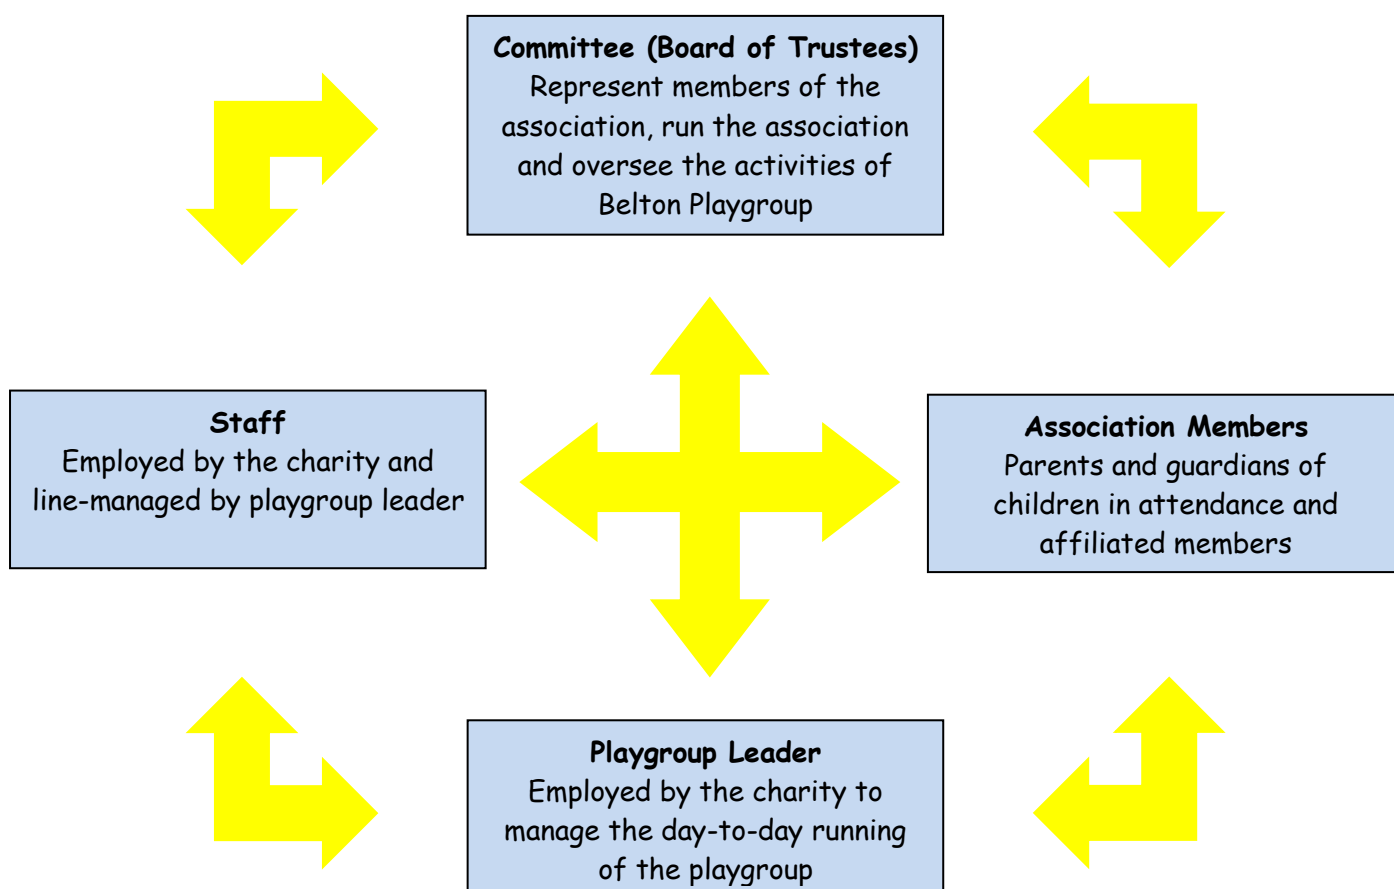 Committee (Board of Trustees)
Represent members of the
association, run the association
and oversee the activities of
Belton Playgroup
Staff
Employed by the charity and
line-managed by playgroup leader
Association Members
Parents and guardians of
children in attendance and
affiliated members
Playgroup Leader
Employed by the charity to
manage the day-to-day running
of the playgroup